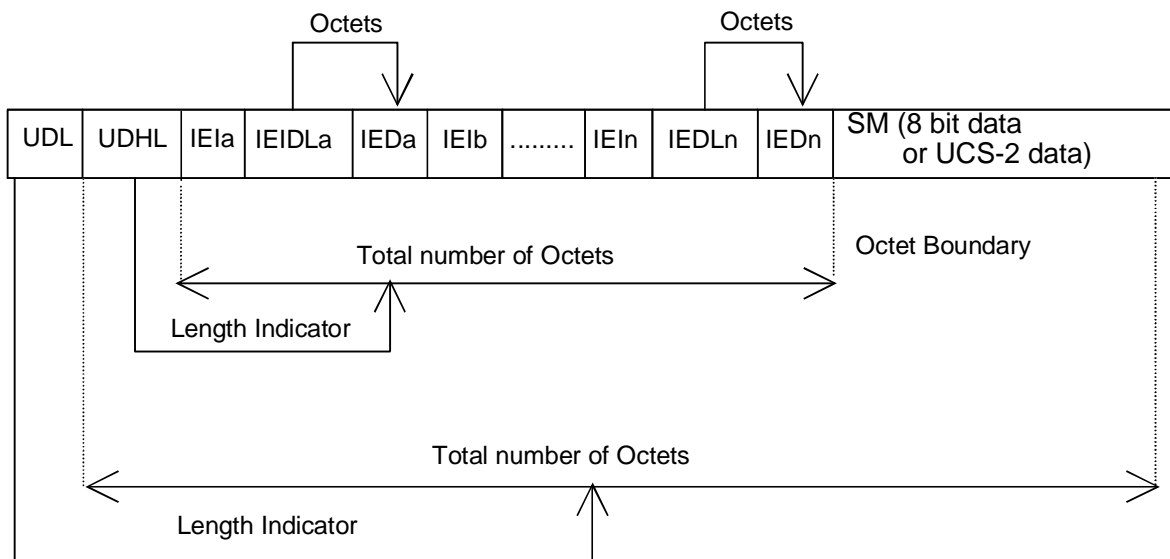 Octets Octets
UDL UDHL IEIa IEIDLa IEDa IEIb ......... IEIn IEDLn IEDn SM (8 bit data
or UCS-2 data)
Total number of Octets Octet Boundary
Length Indicator
Total number of Octets
Length Indicator